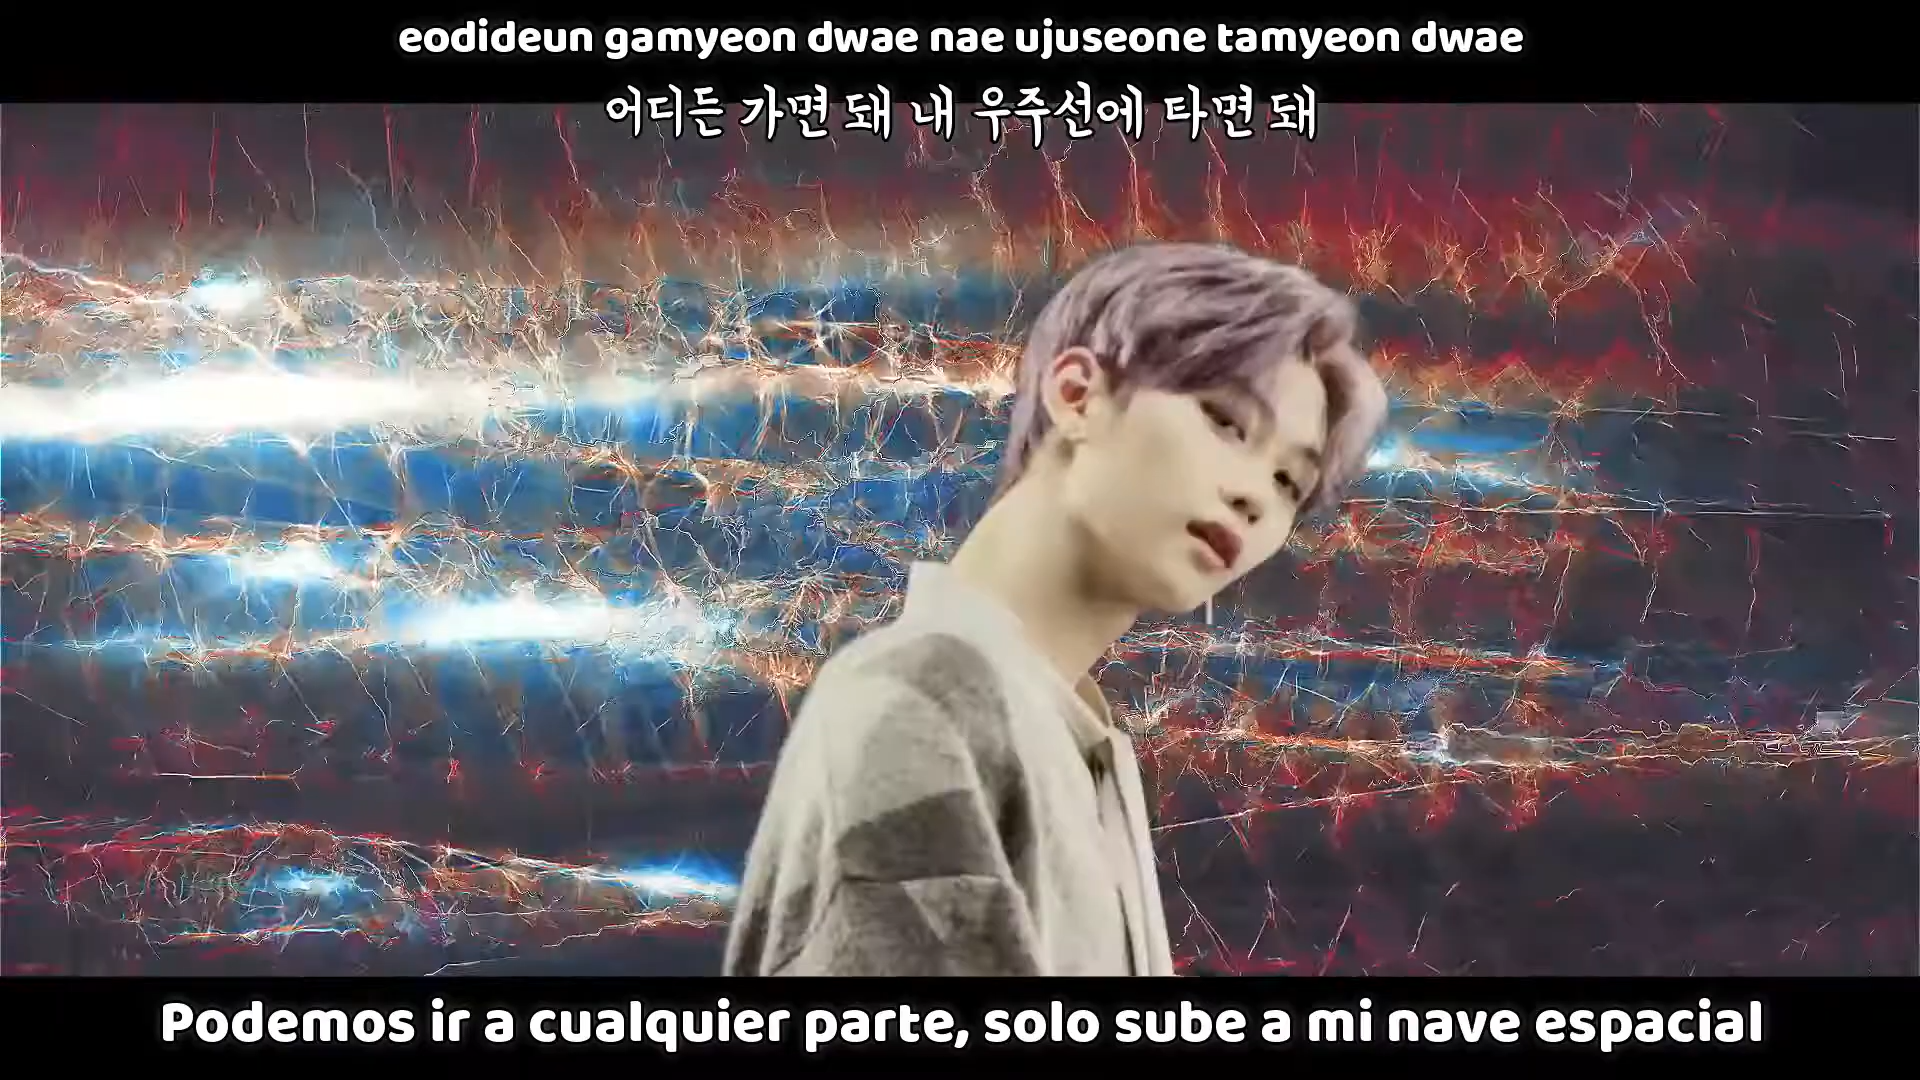 eodideun gamyeon dwae nae ujuseone tamyeon dwae
어디든 가면 돼 내 우주선에 타면 돼
Podemos ir a cualquier parte, solo sube a mi nave espacial